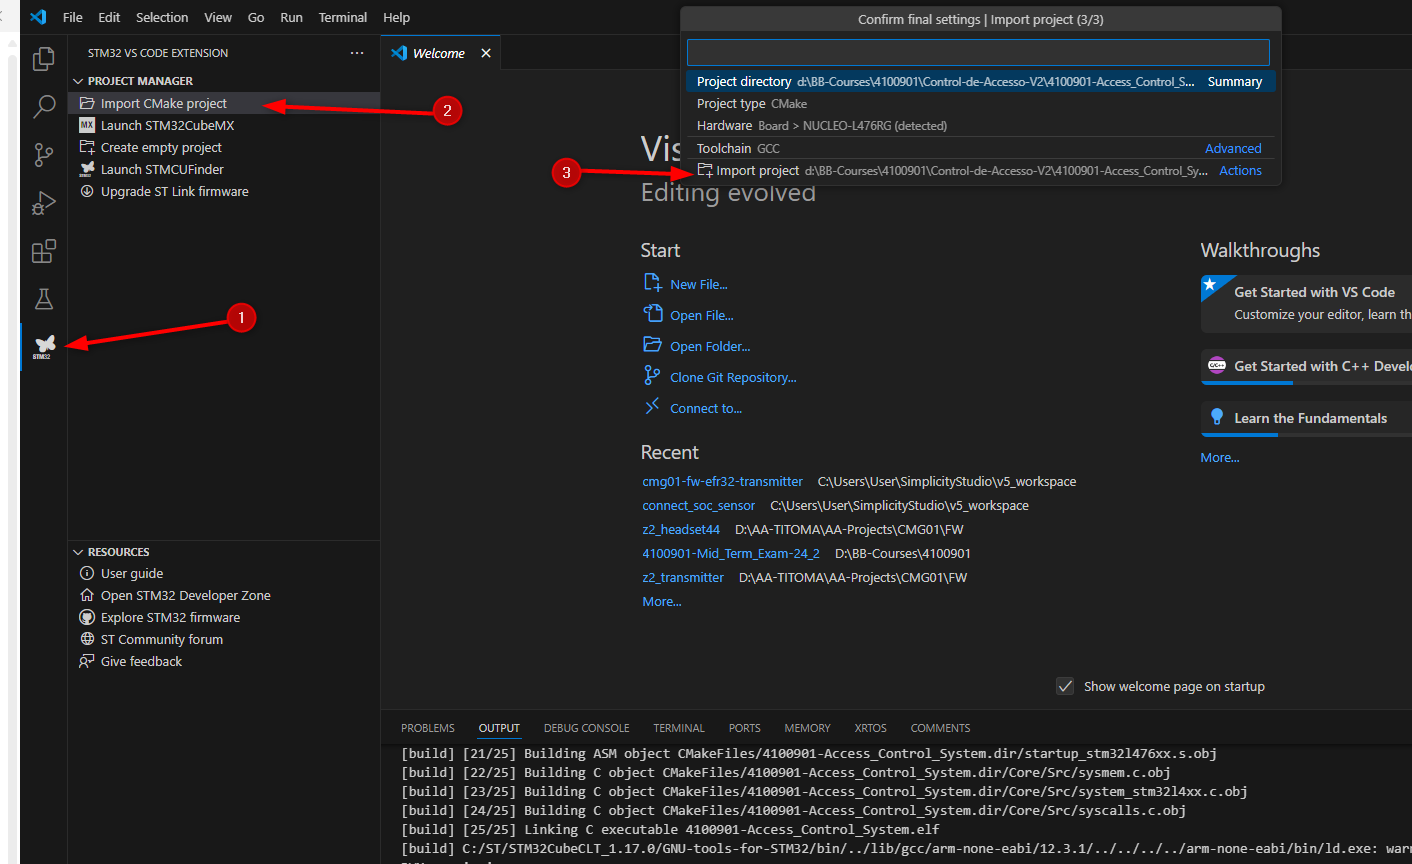 File Edit Selection View Go Run Terminal Help
Confirm final settings | Import project (3/3)
STM32 VS CODE EXTENSION
Welcome
PROJECT MANAGER
Import CMake project
2
MX Launch STM32CubeMX
Create empty project
Launch STMCUFinder
Upgrade ST Link firmware
1
STM32
Project directory d:\BB-Courses\4100901\Control-de-Accesso-V2\4100901-Access_Control_S... Summary
Project type CMake
Hardware Board > NUCLEO-L476RG (detected)
Toolchain GCC Advanced
3
Import project d:\BB-Courses\4100901\Control-de-Accesso-V2\4100901-Access_Control_Sy... Actions
Vis
Editing evolved
Start
New File...
Open File...
Open Folder...
Clone Git Repository...
Connect to...
Recent
cmg01-fw-efr32-transmitter C:\Users\User\SimplicityStudio\v5_workspace
connect_soc_sensor C:\Users\User\SimplicityStudio\v5_workspace
z2_headset44 D:\AA-TITOMA\AA-Projects\CMG01\FW
4100901-Mid_Term_Exam-24_2 D:\BB-Courses\4100901
z2_transmitter D:\AA-TITOMA\AA-Projects\CMG01\FW
More...
Walkthroughs
Get Started with VS Code
Customize your editor, learn th
C/C++ Get Started with C++ Develo
Learn the Fundamentals
More...
Show welcome page on startup
RESOURCES
User guide
Open STM32 Developer Zone
Explore STM32 firmware
ST Community forum
Give feedback
PROBLEMS OUTPUT DEBUG CONSOLE TERMINAL PORTS MEMORY XRTOS COMMENTS
[build] [21/25] Building ASM object CMakeFiles/4100901-Access_Control_System.dir/startup_stm32l476xx.s.obj
[build] [22/25] Building C object CMakeFiles/4100901-Access_Control_System.dir/Core/Src/sysmem.c.obj
[build] [23/25] Building C object CMakeFiles/4100901-Access_Control_System.dir/Core/Src/system_stm32l4xx.c.obj
[build] [24/25] Building C object CMakeFiles/4100901-Access_Control_System.dir/Core/Src/syscalls.c.obj
[build] [25/25] Linking C executable 4100901-Access_Control_System.elf
[build] C:/ST/STM32CubeCLT_1.17.0/GNU-tools-for-STM32/bin/../lib/gcc/arm-none-eabi/12.3.1/../../../../arm-none-eabi/bin/ld.exe: warn